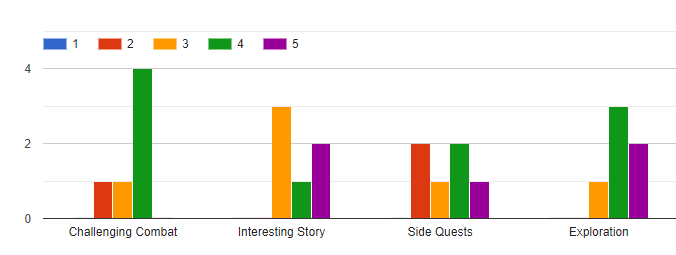 1 2 3 4 5
4
2
0
Challenging Combat Interesting Story Side Quests Exploration